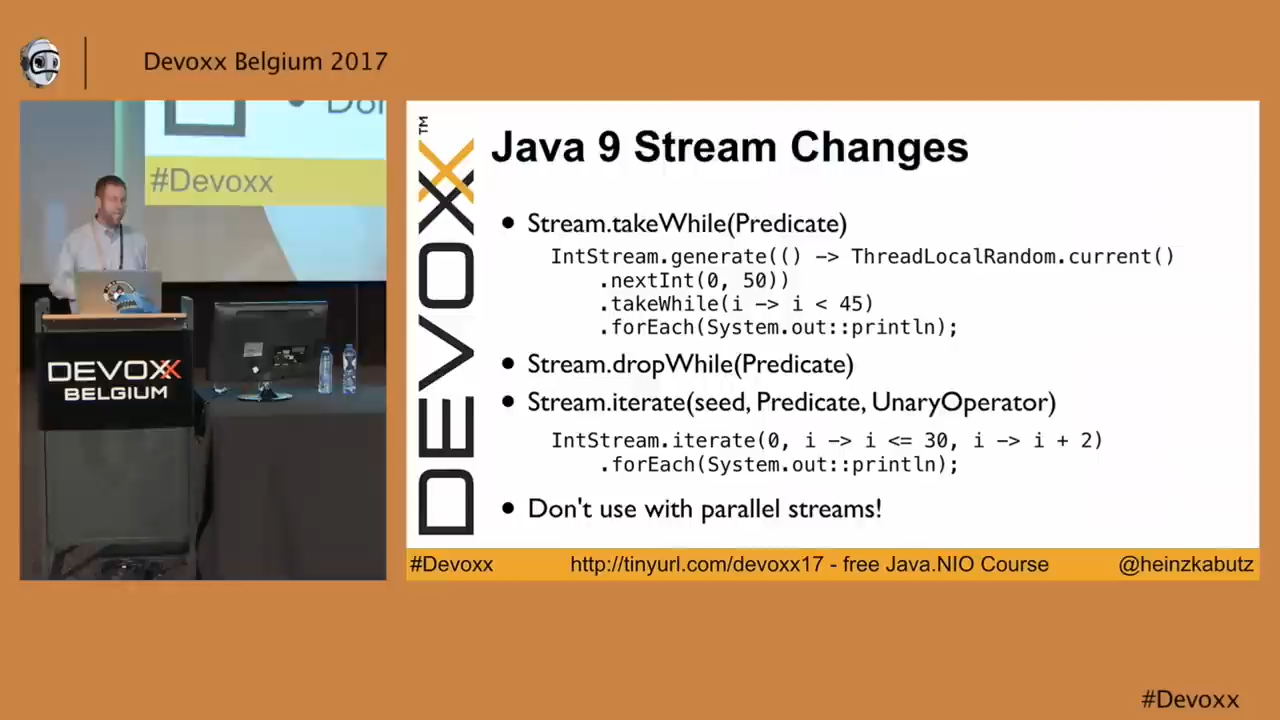 Devoxx Belgium 2017
Dor
#Devoxx
DEVOXX
BELGIUM
DEVOXX™
Java 9 Stream Changes
• Stream.takeWhile(Predicate)
IntStream.generate(() -> ThreadLocalRandom.current()
.nextInt(0, 50))
.takeWhile(i -> i < 45)
.forEach(System.out::println);
• Stream.dropWhile(Predicate)
• Stream.iterate(seed, Predicate, UnaryOperator)
IntStream.iterate(0, i -> i <= 30, i -> i + 2)
.forEach(System.out::println);
• Don't use with parallel streams!
#Devoxx http://tinyurl.com/devoxx17 - free Java.NIO Course @heinzkabutz
#Devoxx